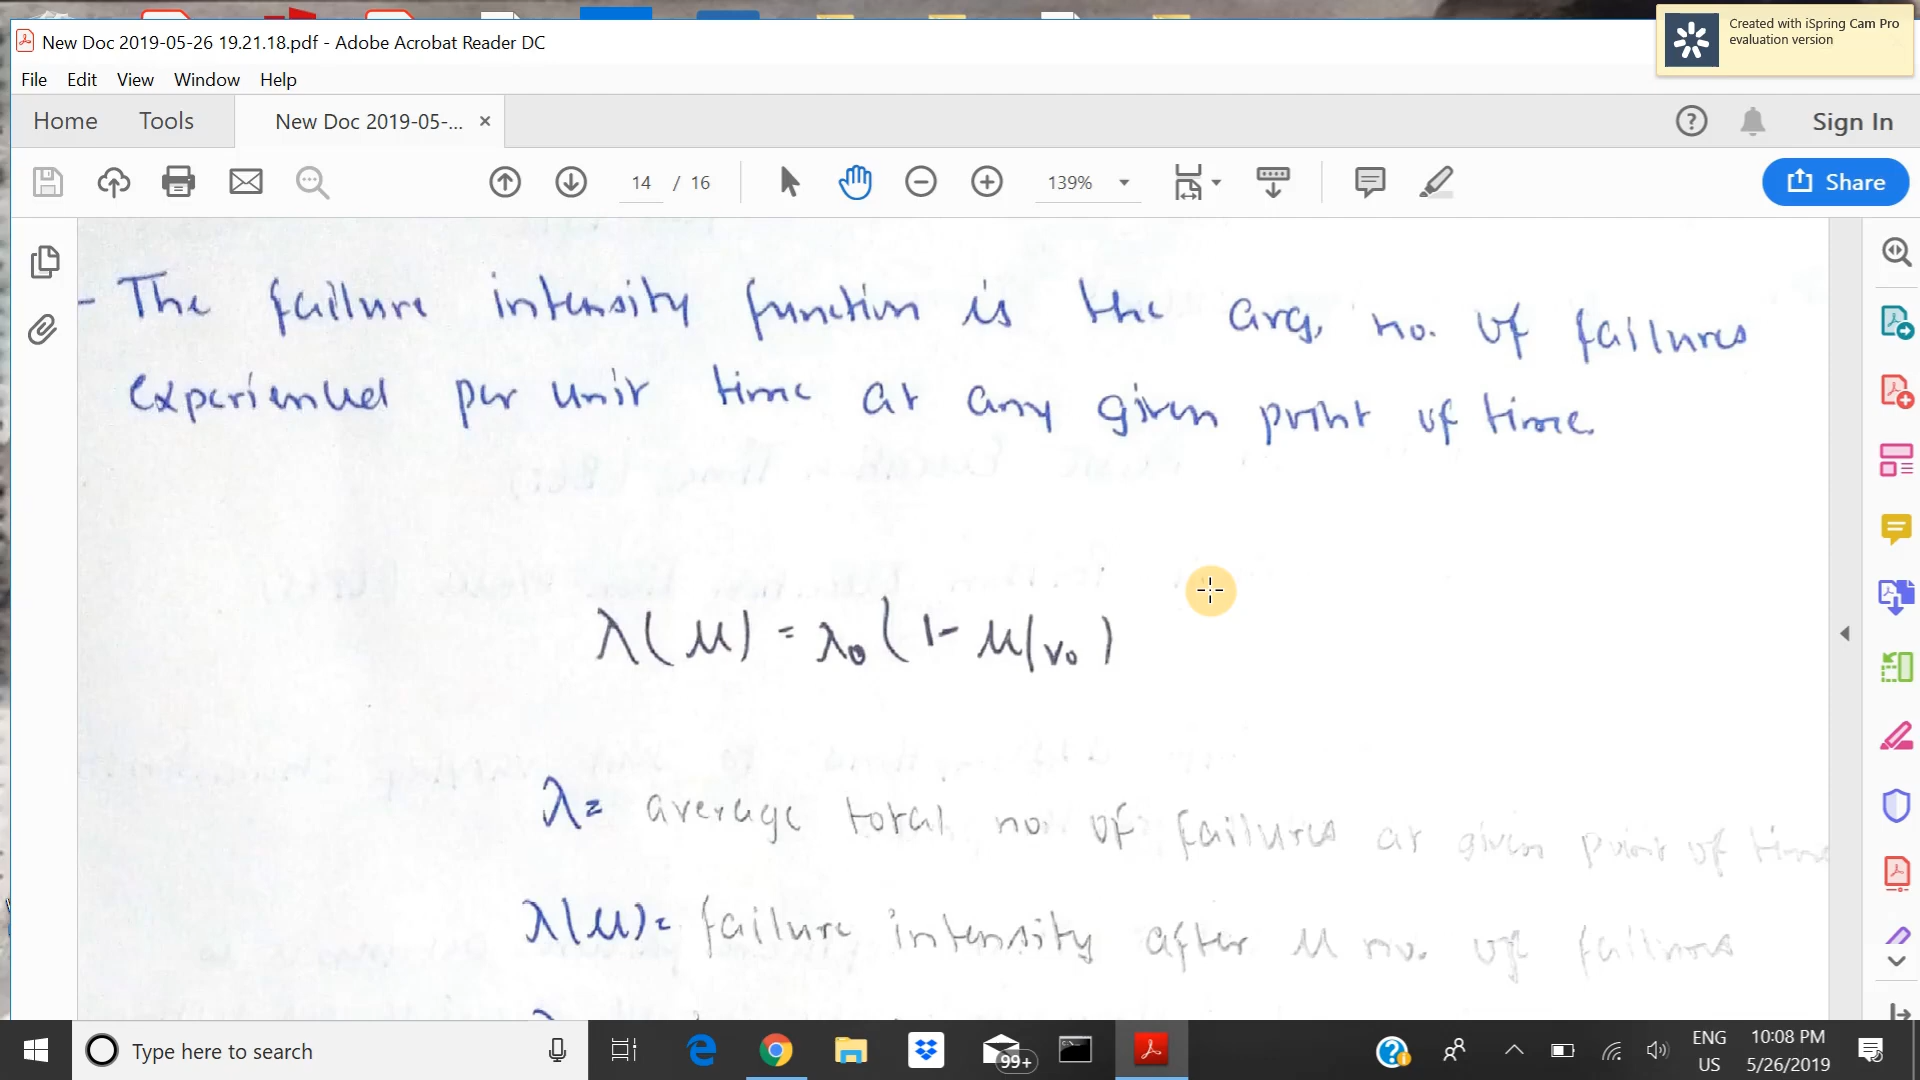 Created with iSpring Cam Pro
evaluation version
New Doc 2019-05-26 19.21.18.pdf - Adobe Acrobat Reader DC
File Edit View Window Help
Home Tools New Doc 2019-05-... × Sign In
14 / 16 139% Share
- The faillure intensity function is the avg. no. of failures
experienced per unit time at any given point of time.
λ(μ) = λ0 (1 - μ/v0)
λ = average total no. of failures at given point of time
λ(μ) = failure intensity after μ no. of failures
Type here to search 99+ ENG 10:08 PM
US 5/26/2019